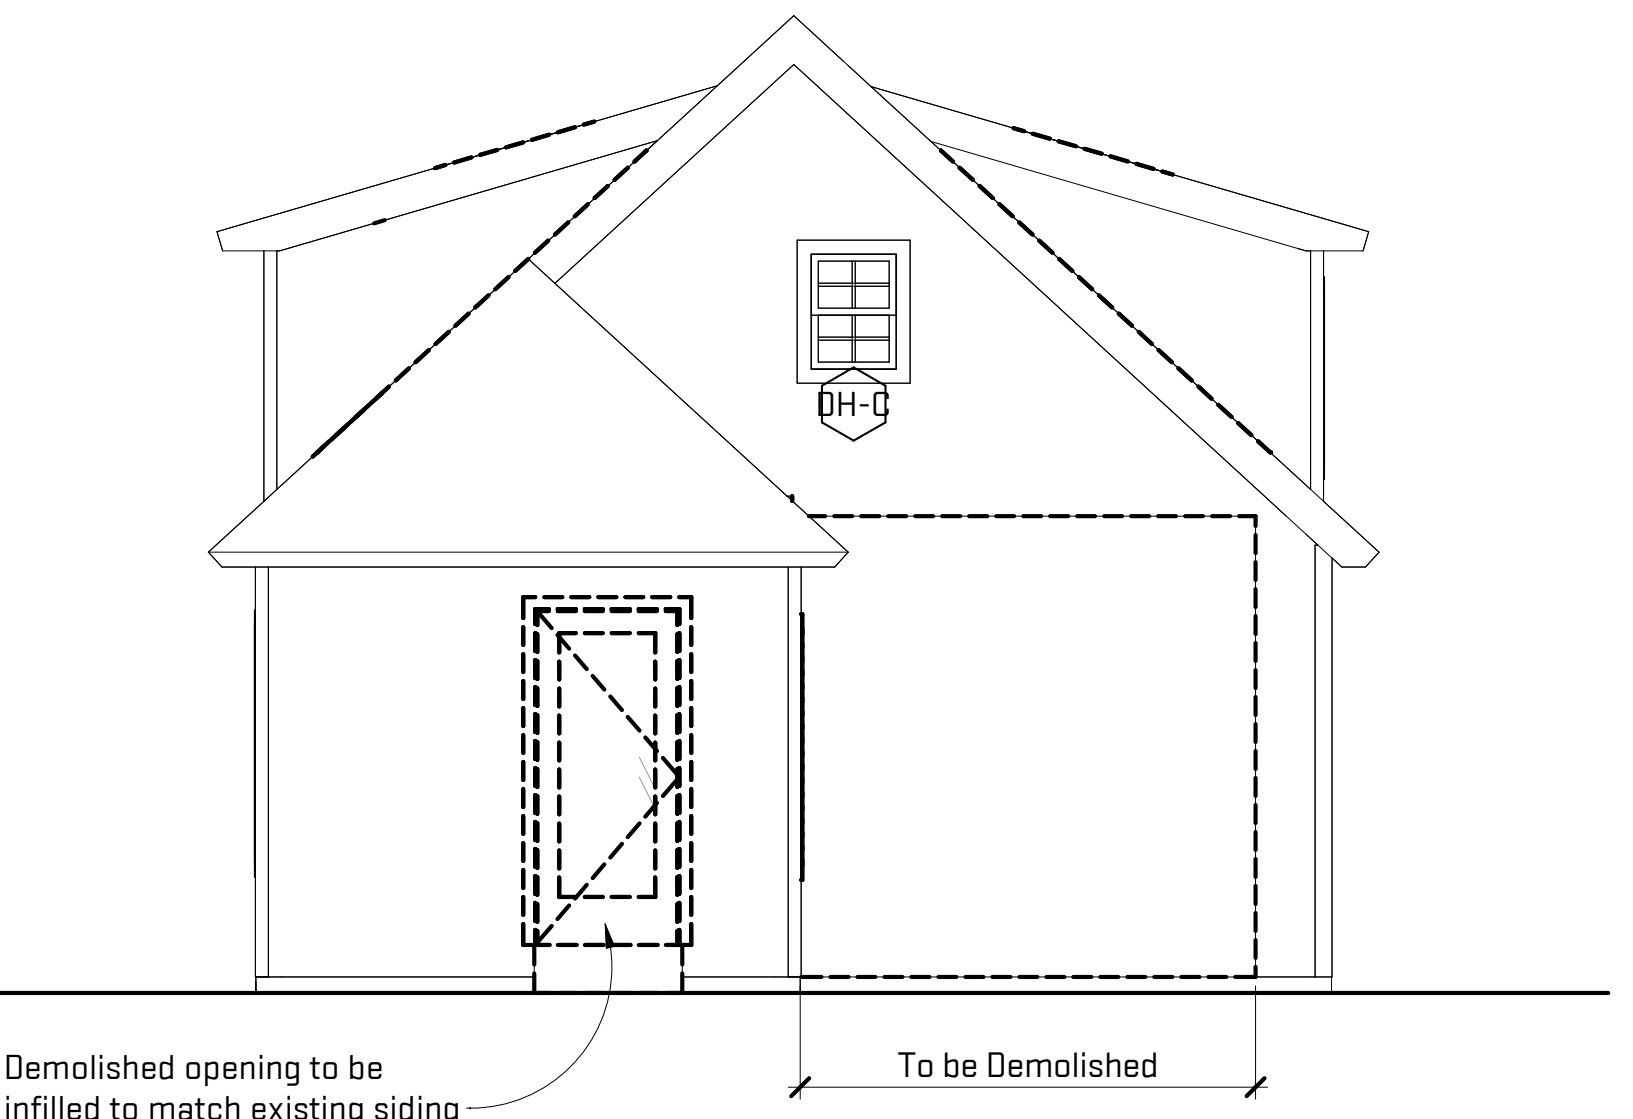 DH-C
To be Demolished
Demolished opening to be
infilled to match existing siding